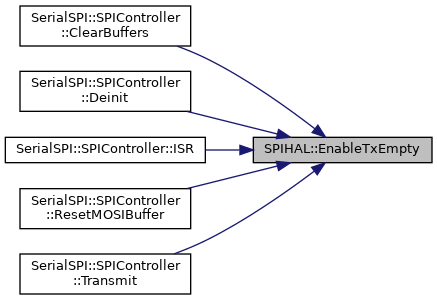 SerialSPI::SPIController
::ClearBuffers
SerialSPI::SPIController
::Deinit
SerialSPI::SPIController::ISR
SPIHAL::EnableTxEmpty
SerialSPI::SPIController
::ResetMOSIBuffer
SerialSPI::SPIController
::Transmit